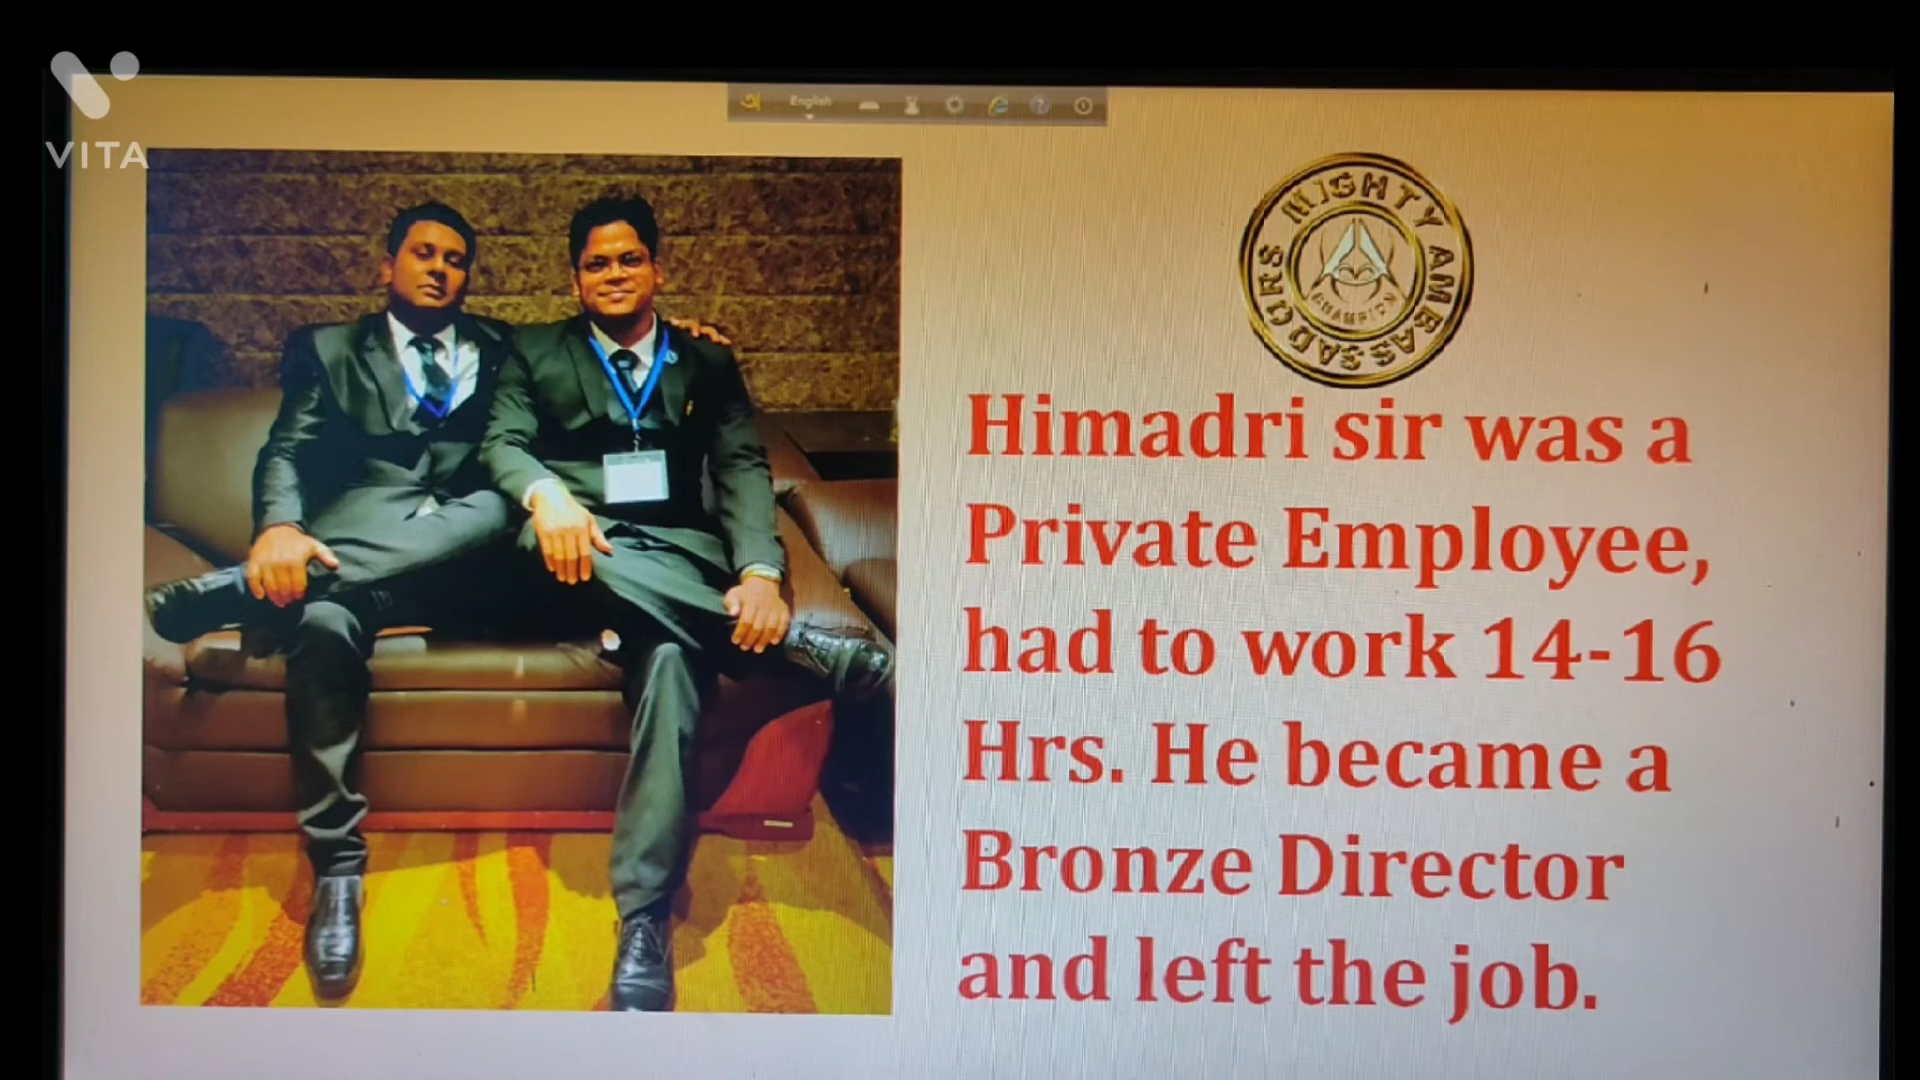 VITA
অ English
MIGHTY AMBASSADORS
CHAMPION
Himadri sir was a
Private Employee,
had to work 14-16
Hrs. He became a
Bronze Director
and left the job.